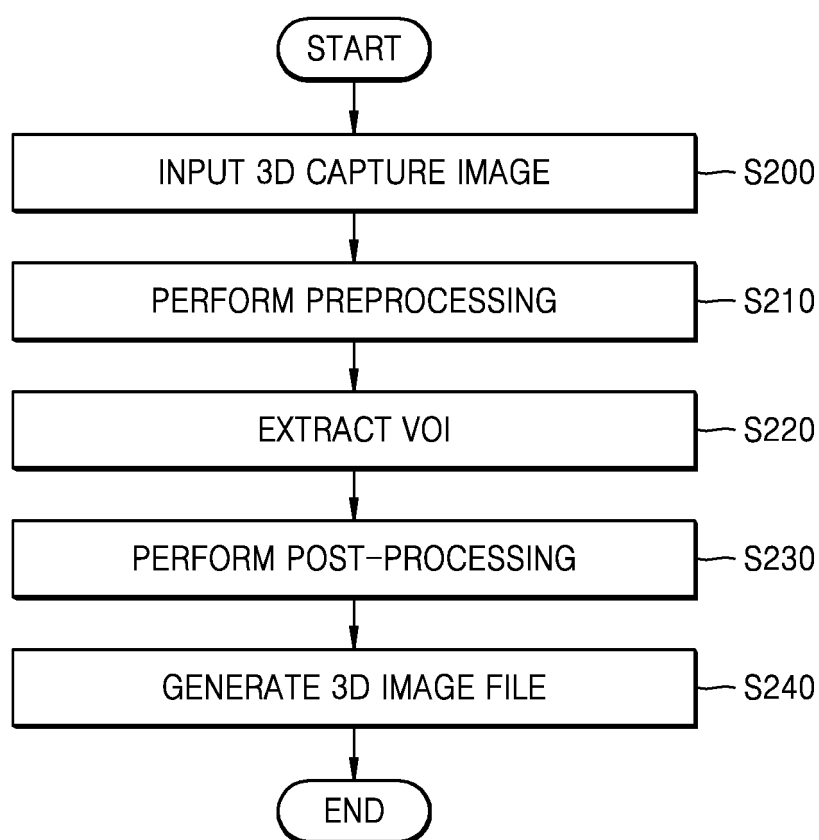 START
INPUT 3D CAPTURE IMAGE
S200
PERFORM PREPROCESSING
S210
EXTRACT VOI
S220
PERFORM POST-PROCESSING
S230
GENERATE 3D IMAGE FILE
S240
END